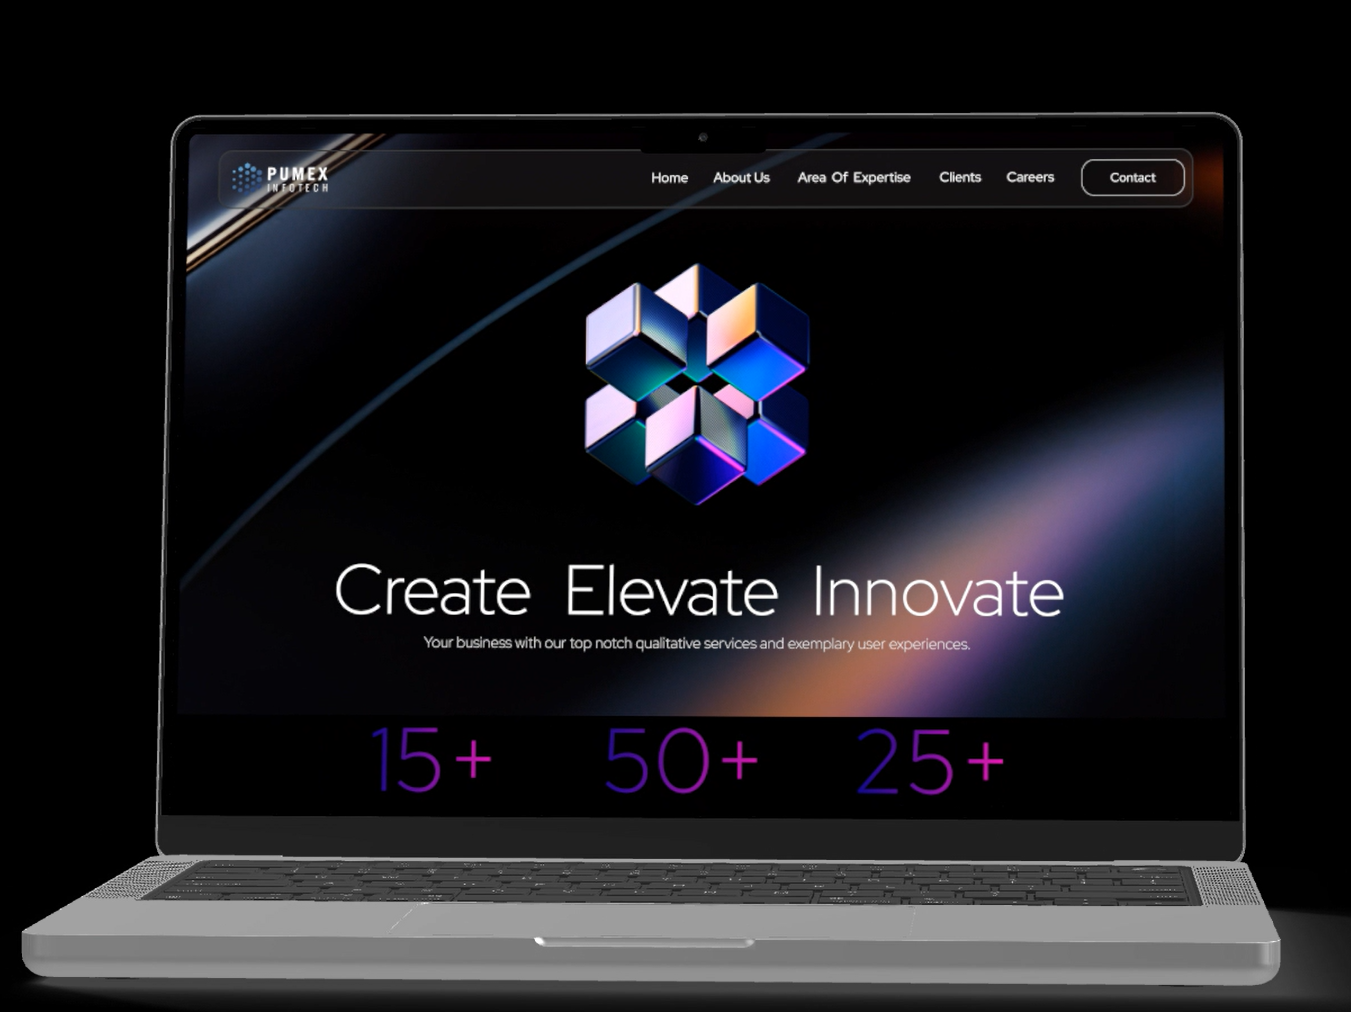 PUMEX
INFOTECH
Home About Us Area Of Expertise Clients Careers Contact
Create Elevate Innovate
Your business with our top notch qualitative services and exemplary user experiences.
15+ 50+ 25+